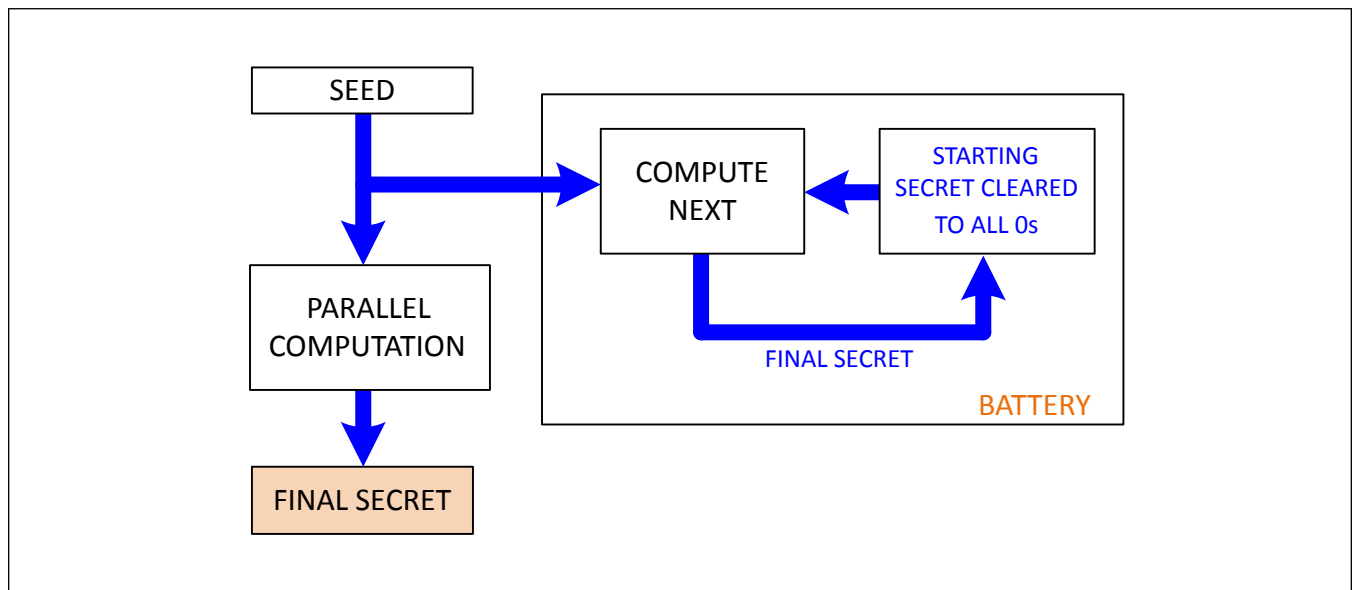 SEED
COMPUTE
NEXT
STARTING
SECRET CLEARED
TO ALL 0s
PARALLEL
COMPUTATION
FINAL SECRET
BATTERY
FINAL SECRET